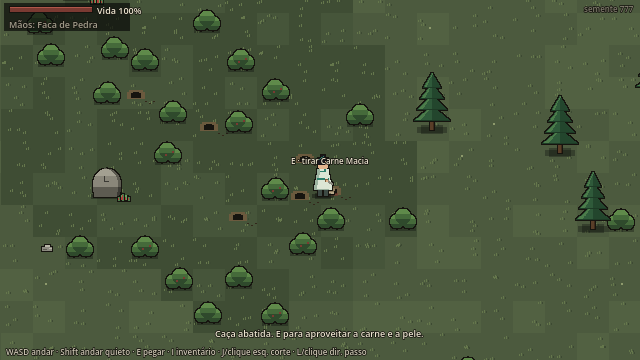 Vida 100%
semente 777
Mãos: Faca de Pedra
E · tirar Carne Macia
Caça abatida. E para aproveitar a carne e a pele.
WASD andar · Shift andar quieto · E pegar · I inventário · J/clique esq. corte · L/clique dir. passo